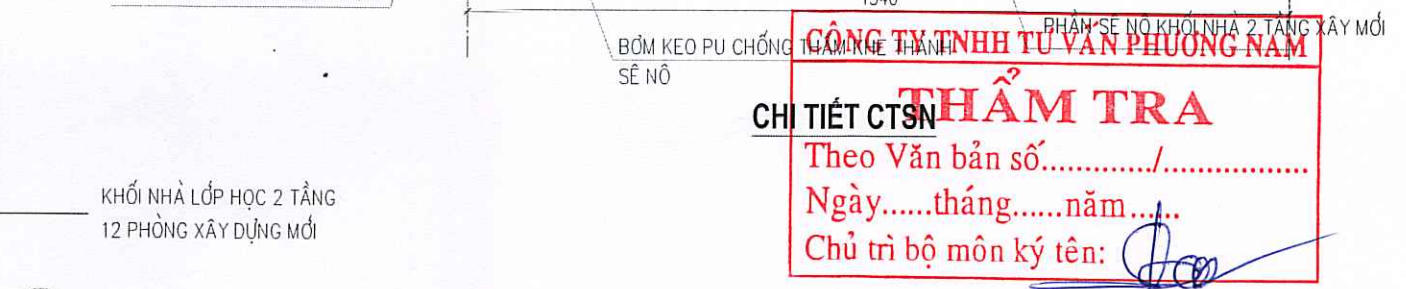 1540
PHẦN SÊ NÔ KHỐI NHÀ 2 TẦNG XÂY MỚI
BƠM KEO PU CHỐNG THẤM KHE THÀNH
SÊ NÔ
CÔNG TY TNHH TƯ VẤN PHƯƠNG NAM
CHI TIẾT CTSN
THẨM TRA
Theo Văn bản số............/..................
KHỐI NHÀ LỚP HỌC 2 TẦNG
12 PHÒNG XÂY DỰNG MỚI
Ngày......tháng......năm......
Chủ trì bộ môn ký tên: